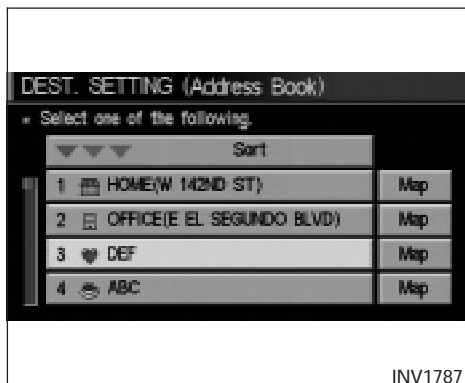 DEST. SETTING (Address Book)
Select one of the following.
Sort
1 HOME(W 142ND ST) Map
2 OFFICE(E EL SEGUNDO BLVD) Map
3 DEF Map
4 ABC Map
INV1787